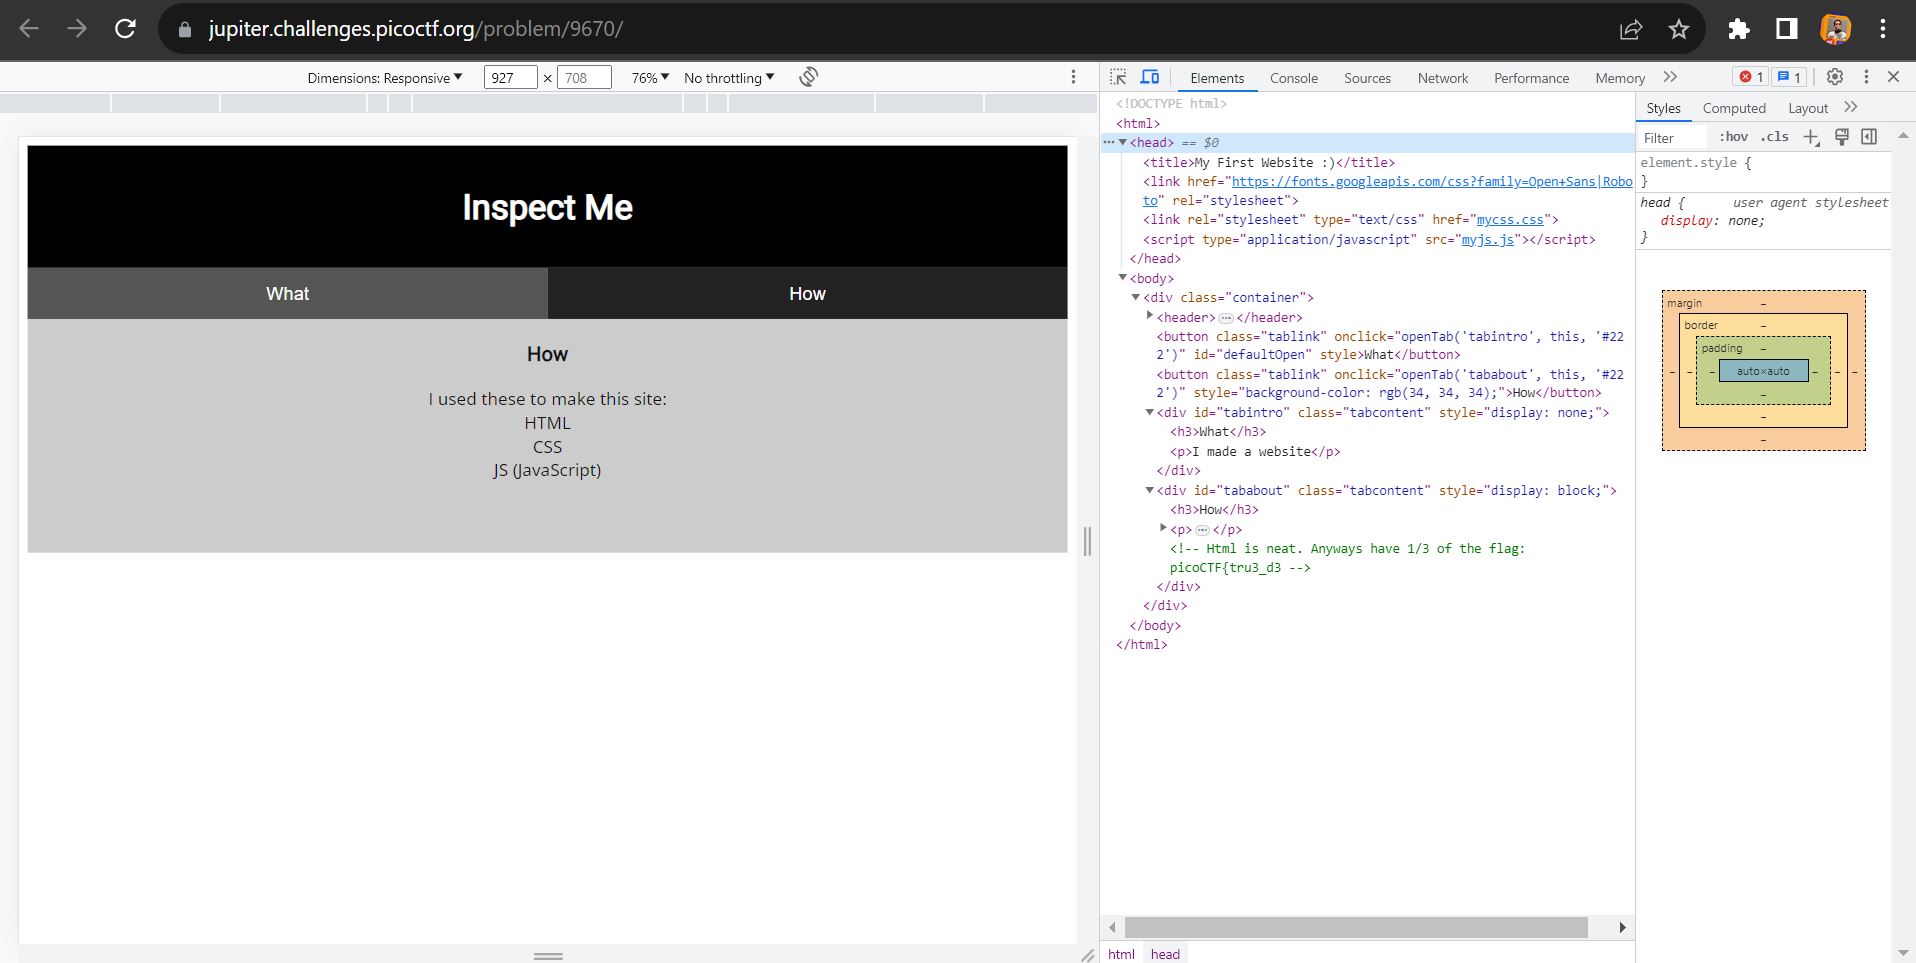 jupiter.challenges.picoctf.org/problem/9670/
Dimensions: Responsive 927 × 708 76% No throttling
Inspect Me
What How
How
I used these to make this site:
HTML
CSS
JS (JavaScript)
Elements Console Sources Network Performance Memory 1 1
<!DOCTYPE html>
<html>
<head> == $0
<title>My First Website :)</title>
<link href="https://fonts.googleapis.com/css?family=Open+Sans|Robo
to" rel="stylesheet">
<link rel="stylesheet" type="text/css" href="mycss.css">
<script type="application/javascript" src="myjs.js"></script>
</head>
<body>
<div class="container">
<header>…</header>
<button class="tablink" onclick="openTab('tabintro', this, '#22
2')" id="defaultOpen" style>What</button>
<button class="tablink" onclick="openTab('tababout', this, '#22
2')" style="background-color: rgb(34, 34, 34);">How</button>
<div id="tabintro" class="tabcontent" style="display: none;">
<h3>What</h3>
<p>I made a website</p>
</div>
<div id="tababout" class="tabcontent" style="display: block;">
<h3>How</h3>
<p>…</p>
<!-- Html is neat. Anyways have 1/3 of the flag:
picoCTF{tru3_d3 -->
</div>
</div>
</body>
</html>
html head
Styles Computed Layout
Filter :hov .cls
element.style {
}
head { user agent stylesheet
display: none;
}
margin –
border –
padding –
– – – auto×auto – – –
–
–
–